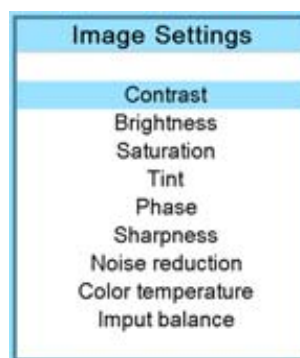 Image Settings
Contrast
Brightness
Saturation
Tint
Phase
Sharpness
Noise reduction
Color temperature
Imput balance